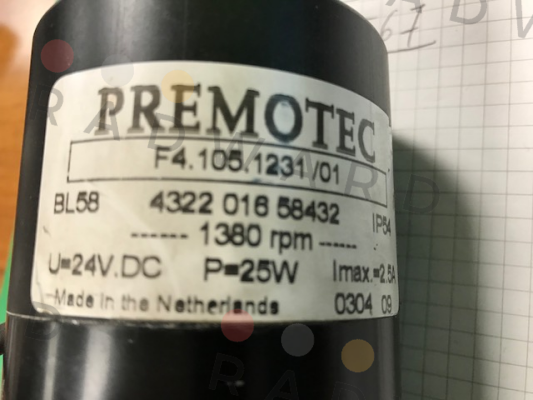 PREMOTEC
F4.105.1231/01
BL58 4322 016 58432 IP54
------ 1380 rpm ------
U=24V.DC P=25W Imax.=2.5A
Made in the Netherlands 0304 09